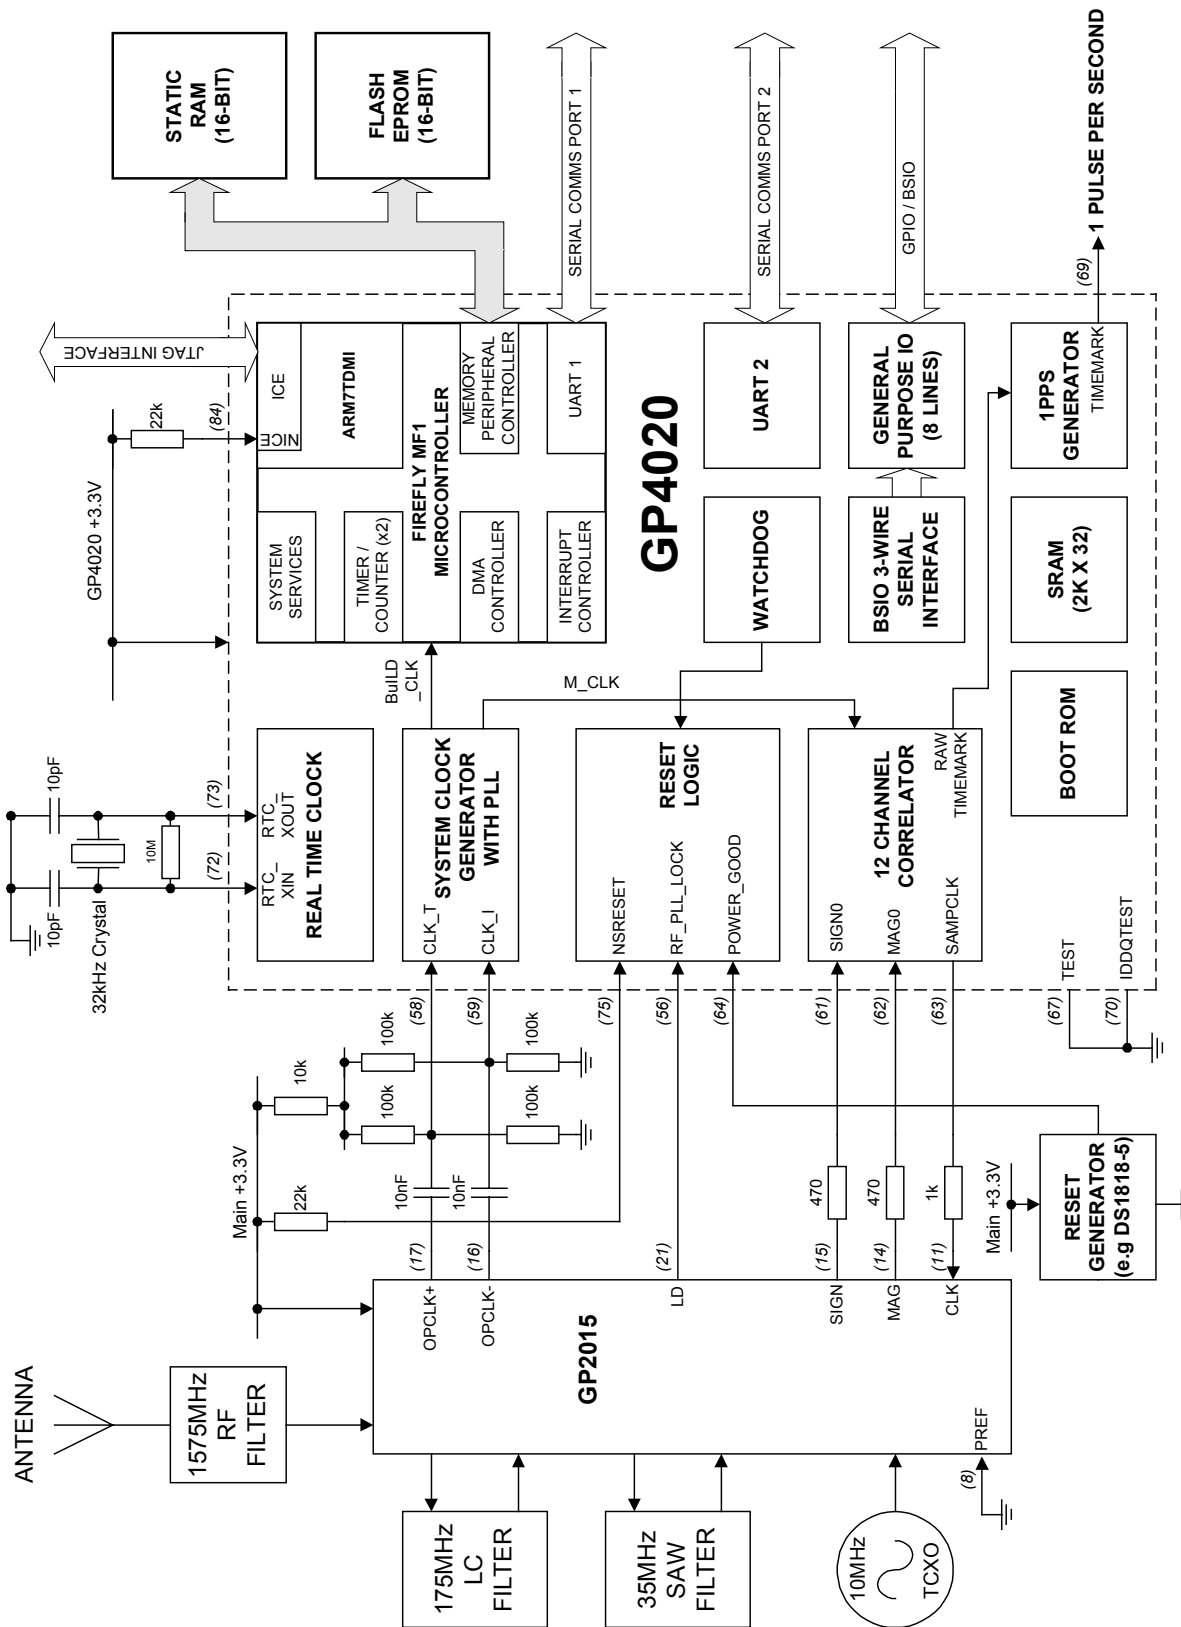 ANTENNA
1575MHz
RF
FILTER
175MHz
LC
FILTER
35MHz
SAW
FILTER
10MHz
TCXO
GP2015
OPCLK+
OPCLK-
LD
SIGN
MAG
CLK
PREF
(8)
(17)
(16)
(21)
(15)
(14)
(11)
Main +3.3V
22k
10k
10nF
10nF
100k
100k
100k
100k
470
470
1k
Main +3.3V
RESET
GENERATOR
(e.g DS1818-5)
(58)
(59)
(75)
(56)
(64)
(61)
(62)
(63)
(67)
(70)
TEST
IDDQTEST
10pF
10pF
32kHz Crystal
10M
(72)
(73)
RTC_
XIN
RTC_
XOUT
REAL TIME CLOCK
CLK_T
CLK_I
SYSTEM CLOCK
GENERATOR
WITH PLL
BuILD
_CLK
M_CLK
NSRESET
RF_PLL_LOCK
POWER_GOOD
RESET
LOGIC
SIGN0
MAG0
SAMPCLK
12 CHANNEL
CORRELATOR
RAW
TIMEMARK
BOOT ROM
SRAM
(2K X 32)
GP4020 +3.3V
22k
(84)
JTAG INTERFACE
NICE
ICE
ARM7TDMI
SYSTEM
SERVICES
TIMER /
COUNTER (x2)
FIREFLY MF1
MICROCONTROLLER
DMA
CONTROLLER
INTERRUPT
CONTROLLER
MEMORY
PERIPHERAL
CONTROLLER
UART 1
GP4020
WATCHDOG
UART 2
BSIO 3-WIRE
SERIAL
INTERFACE
GENERAL
PURPOSE IO
(8 LINES)
1PPS
GENERATOR
TIMEMARK
(69)
1 PULSE PER SECOND
STATIC
RAM
(16-BIT)
FLASH
EPROM
(16-BIT)
SERIAL COMMS PORT 1
SERIAL COMMS PORT 2
GPIO / BSIO